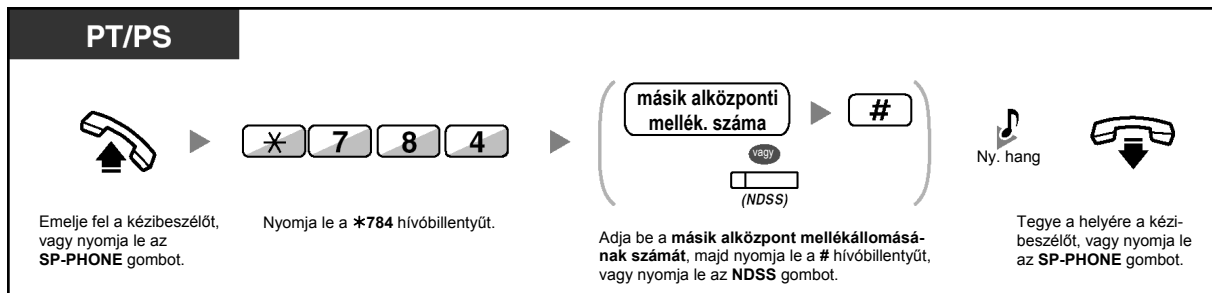 PT/PS
✳ 7 8 4
másik alközponti
mellék. száma
#
vagy
(NDSS)
Ny. hang
Emelje fel a kézibeszélőt,
vagy nyomja le az
SP-PHONE gombot.
Nyomja le a ✳784 hívóbillentyűt.
Adja be a másik alközpont mellékállomásá-
nak számát, majd nyomja le a # hívóbillentyűt,
vagy nyomja le az NDSS gombot.
Tegye a helyére a kézi-
beszélőt, vagy nyomja le
az SP-PHONE gombot.